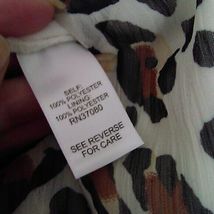 SELF:
100% POLYESTER
LINING:
100% POLYESTER
RN37080
SEE REVERSE
FOR CARE